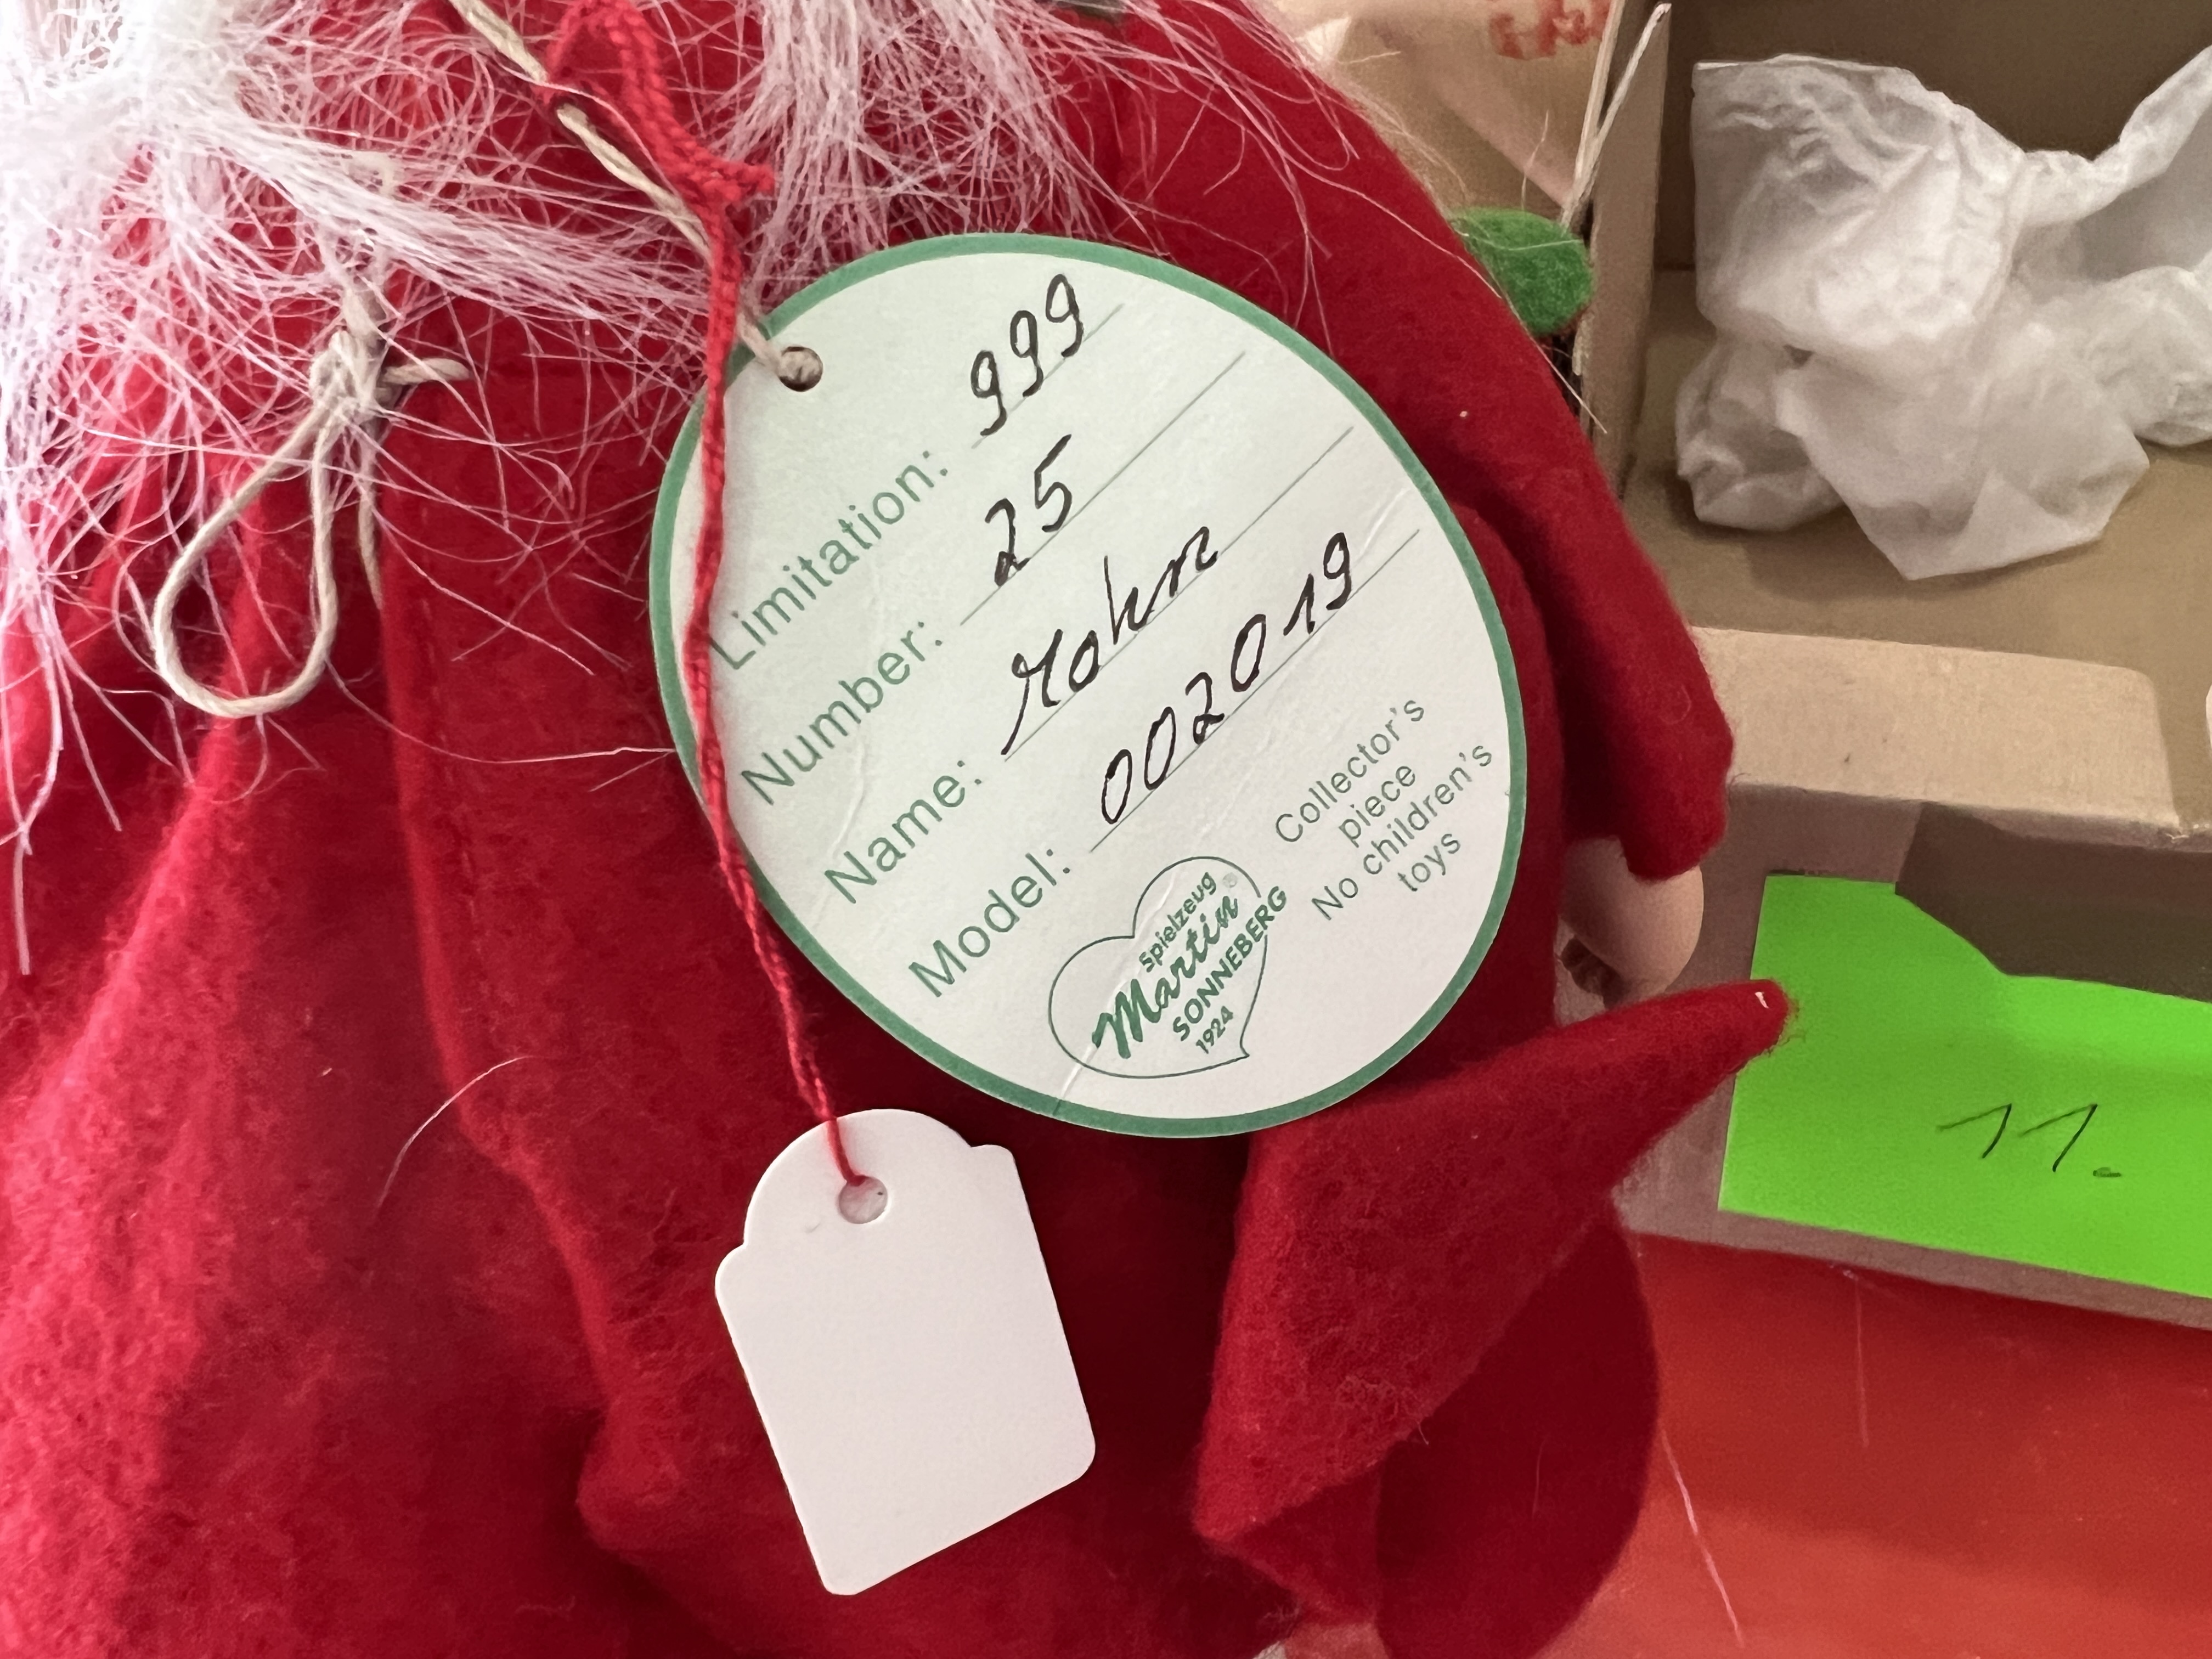 Limitation: 999
Number: 25
Name: Mohn
Model: 002019
Collector's
piece
No children's
toys
Spielzeug
Martin®
SONNEBERG
1924
11.